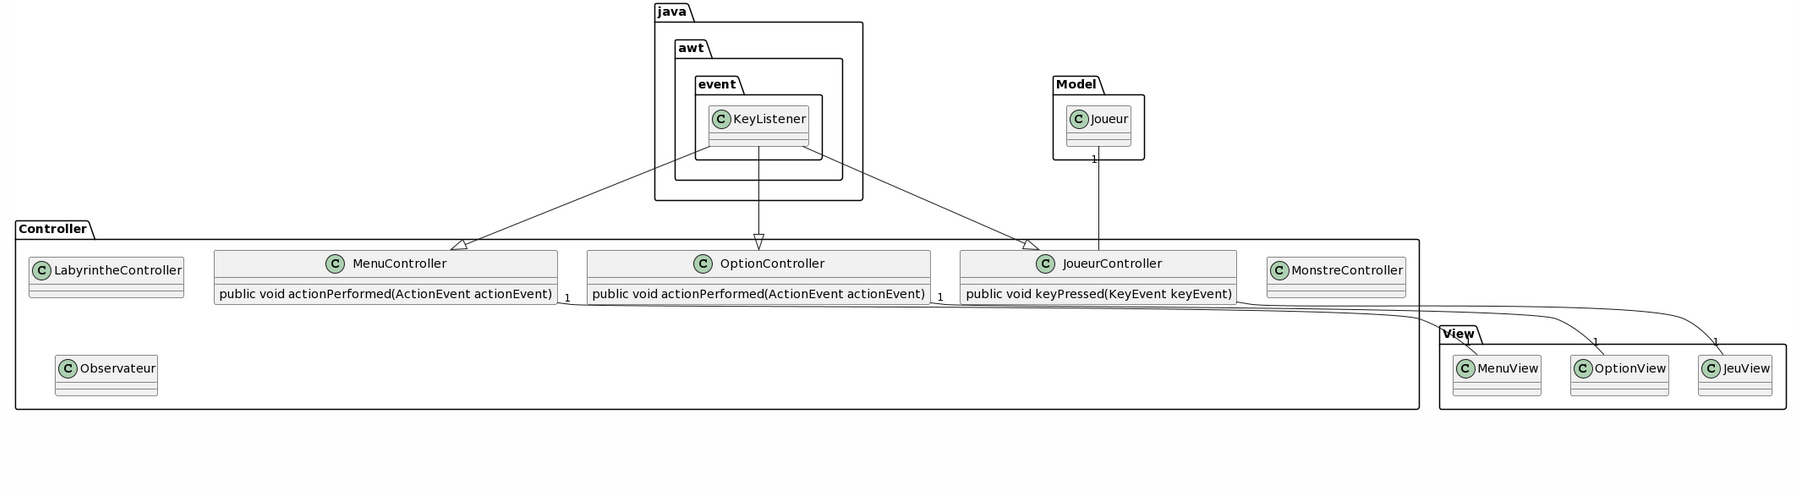 java
awt
event
C KeyListener
Model
C Joueur
1
Controller
C LabyrintheController
C MenuController
public void actionPerformed(ActionEvent actionEvent)
1
C OptionController
public void actionPerformed(ActionEvent actionEvent)
1
C JoueurController
public void keyPressed(KeyEvent keyEvent)
C MonstreController
C Observateur
View
1
1
1
C MenuView
C OptionView
C JeuView